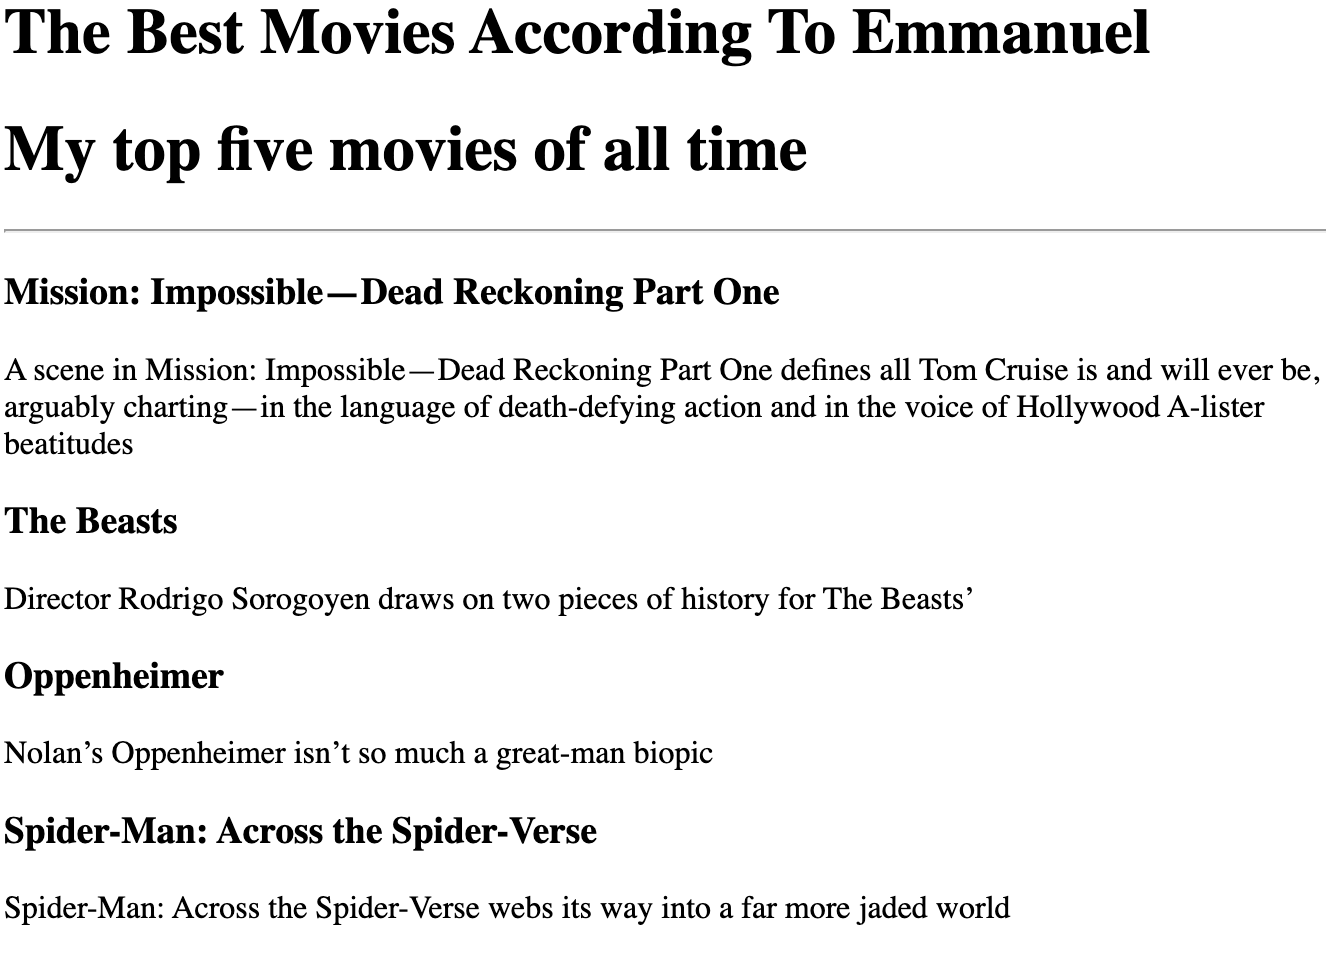 The Best Movies According To Emmanuel
My top five movies of all time
Mission: Impossible—Dead Reckoning Part One
A scene in Mission: Impossible—Dead Reckoning Part One defines all Tom Cruise is and will ever be,
arguably charting—in the language of death-defying action and in the voice of Hollywood A-lister
beatitudes
The Beasts
Director Rodrigo Sorogoyen draws on two pieces of history for The Beasts’
Oppenheimer
Nolan’s Oppenheimer isn’t so much a great-man biopic
Spider-Man: Across the Spider-Verse
Spider-Man: Across the Spider-Verse webs its way into a far more jaded world